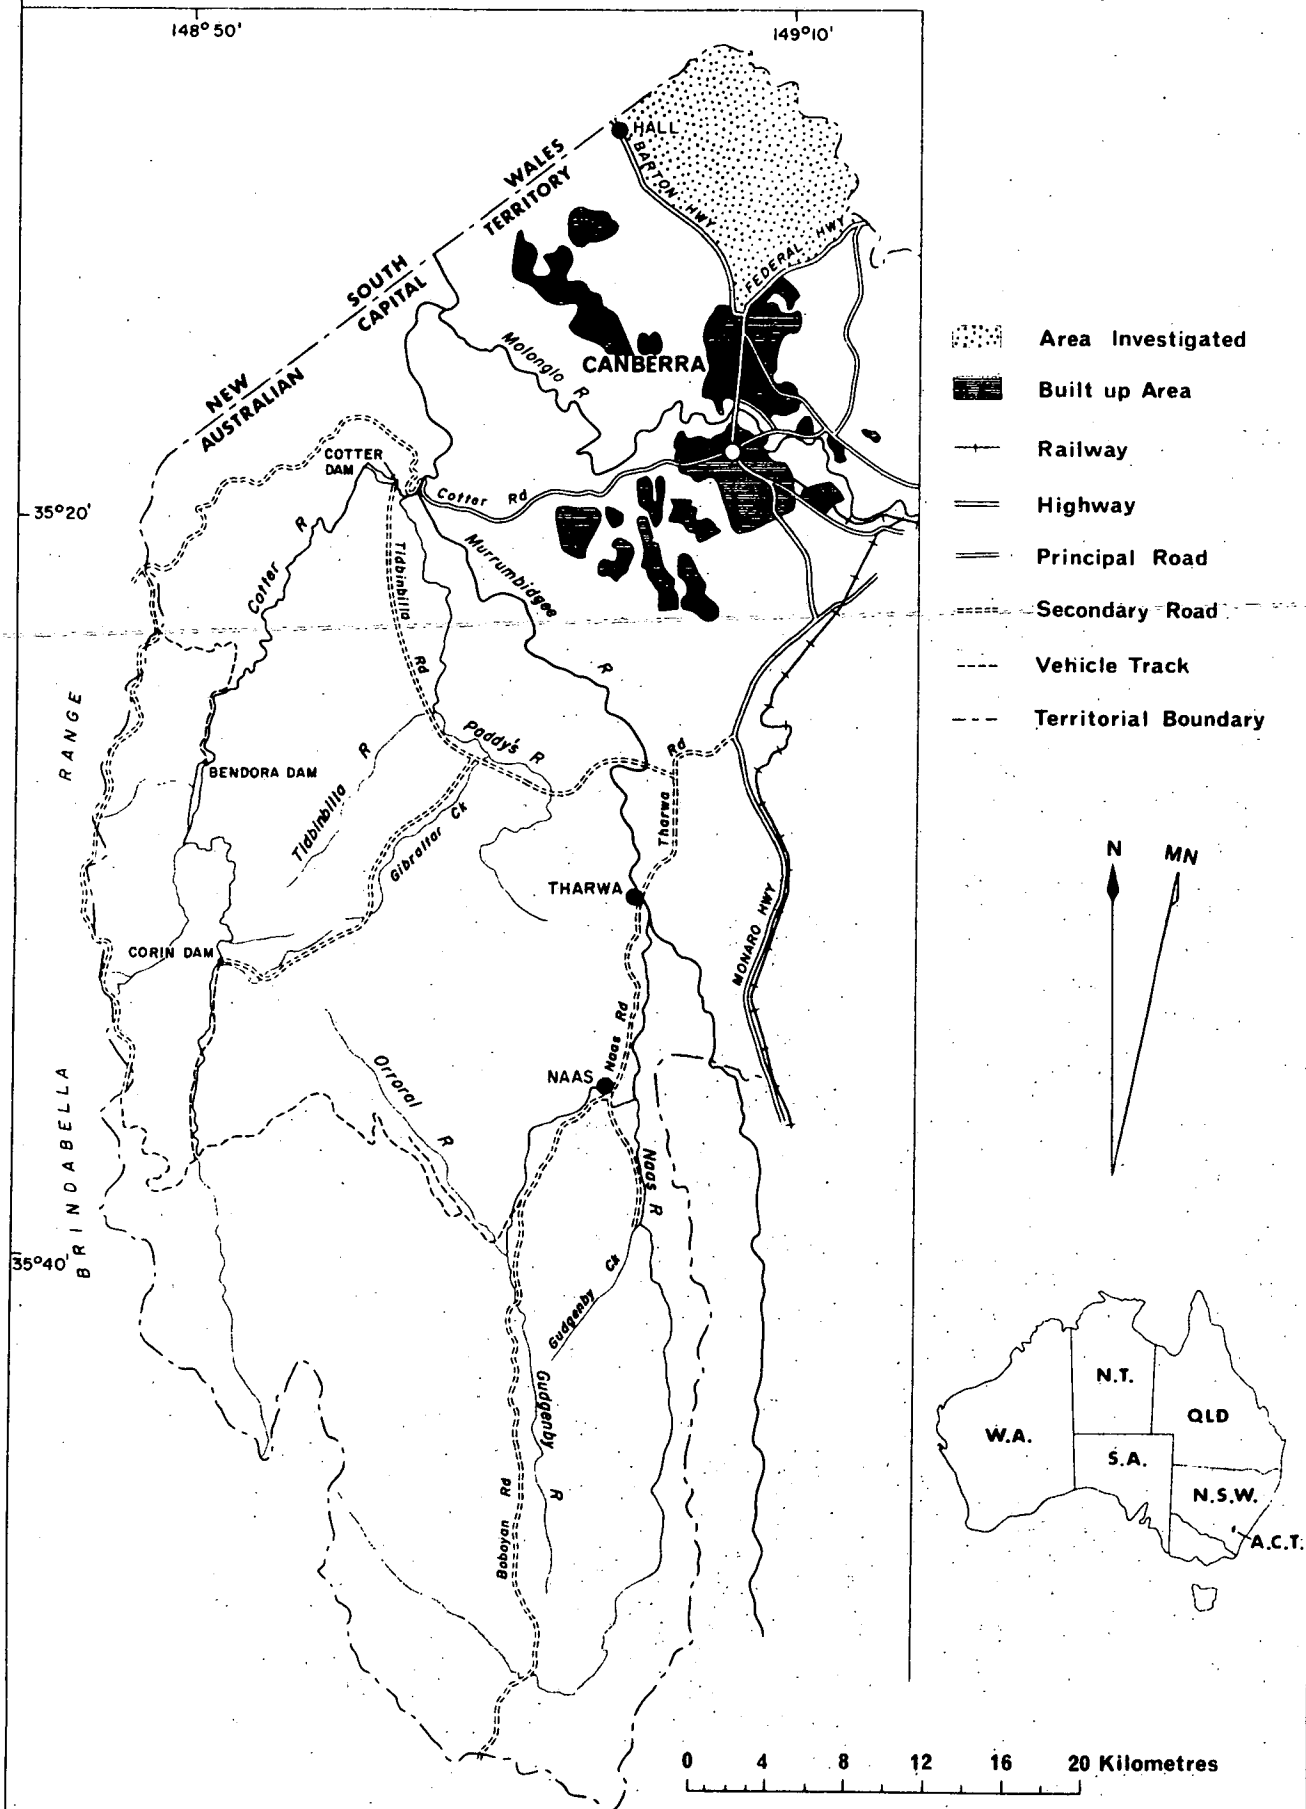 148°50'
149°10'
HALL
BARTON HWY
FEDERAL HWY
NEW SOUTH WALES
AUSTRALIAN CAPITAL TERRITORY
Molonglo R
CANBERRA
COTTER
DAM
Cotter Rd
35°20'
Cotter R
Tidbinbilla Rd
Murrumbidgee R
RANGE
BENDORA DAM
Tidbinbilla R
Paddy's R
Gibraltar Ck
Tharwa Rd
THARWA
CORIN DAM
MONARO HWY
Naas Rd
Orroral R
NAAS
Naas R
BRINDABELLA
35°40'
Gudgenby Ck
Gudgenby R
Boboyan Rd
Area Investigated
Built up Area
Railway
Highway
Principal Road
Secondary Road
Vehicle Track
Territorial Boundary
N
MN
N.T.
QLD
W.A.
S.A.
N.S.W.
A.C.T.
0 4 8 12 16 20 Kilometres